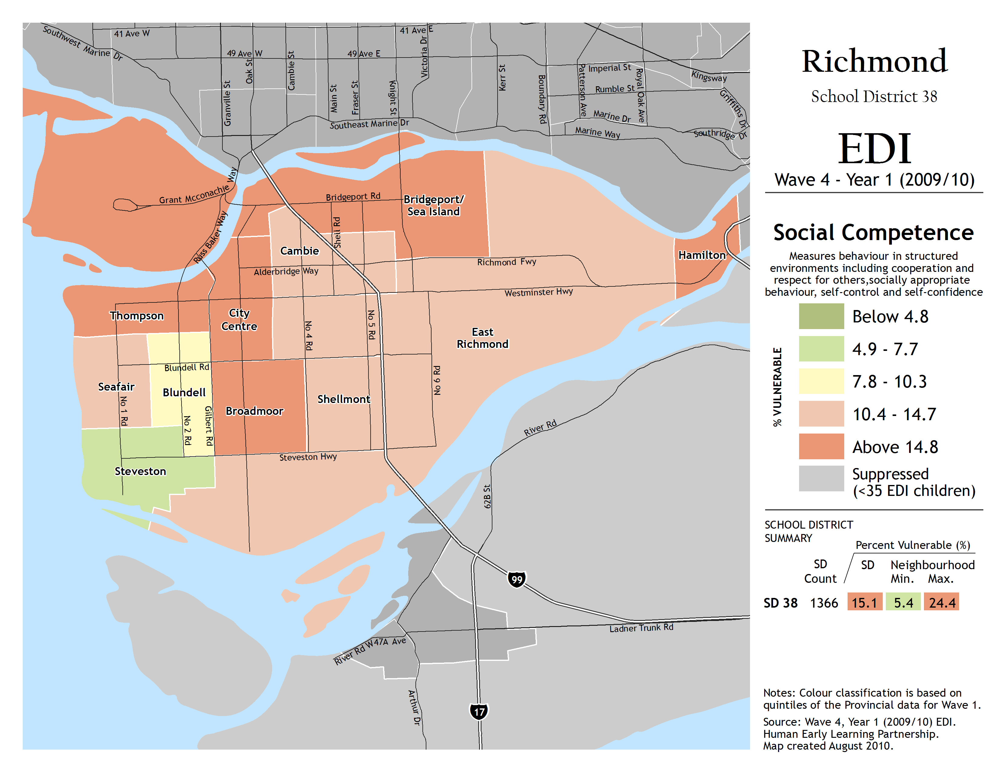 Richmond
School District 38
EDI
Wave 4 - Year 1 (2009/10)
Social Competence
Measures behaviour in structured
environments including cooperation and
respect for others,socially appropriate
behaviour, self-control and self-confidence
% VULNERABLE
Below 4.8
4.9 - 7.7
7.8 - 10.3
10.4 - 14.7
Above 14.8
Suppressed
(<35 EDI children)
SCHOOL DISTRICT
SUMMARY
Percent Vulnerable (%)
SD
Count
SD
Neighbourhood
Min. Max.
SD 38 1366 15.1 5.4 24.4
Notes: Colour classification is based on
quintiles of the Provincial data for Wave 1.
Source: Wave 4, Year 1 (2009/10) EDI.
Human Early Learning Partnership.
Map created August 2010.
Southwest Marine Dr
41 Ave W
41 Ave E
49 Ave W
49 Ave E
Granville St
Oak St
Cambie St
Main St
Fraser St
Knight St
Victoria Dr
Kerr St
Boundary Rd
Patterson Ave
Royal Oak Ave
Imperial St
Rumble St
Kingsway
Griffiths Dr
Marine Dr
Marine Way
Southridge Dr
Southeast Marine Dr
Grant Mcconachie Way
Russ Baker Way
Bridgeport Rd
Bridgeport/
Sea Island
Shell Rd
Cambie
Alderbridge Way
Richmond Fwy
Hamilton
Westminster Hwy
Thompson
City
Centre
No 4 Rd
No 5 Rd
East
Richmond
Blundell Rd
No 6 Rd
Seafair
Blundell
Broadmoor
Shellmont
No 1 Rd
No 2 Rd
Gilbert Rd
Steveston Hwy
Steveston
River Rd
62B St
99
Ladner Trunk Rd
River Rd W
47A Ave
Arthur Dr
17